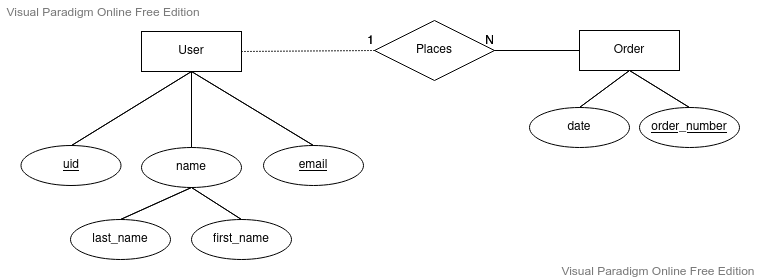 Visual Paradigm Online Free Edition
User
1
Places
N
Order
uid
name
email
date
order_number
last_name
first_name
Visual Paradigm Online Free Edition